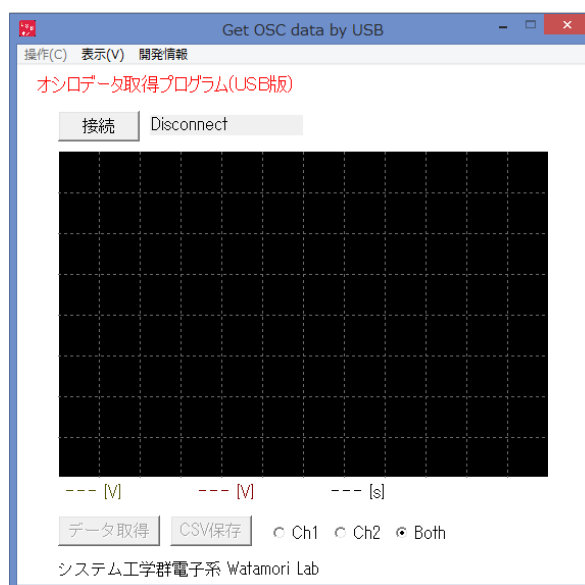 Get OSC data by USB
操作(C) 表示(V) 開発情報
オシロデータ取得プログラム(USB版)
接続 Disconnect
--- [V] --- [V] --- [s]
データ取得 CSV保存 Ch1 Ch2 Both
システム工学群電子系 Watamori Lab